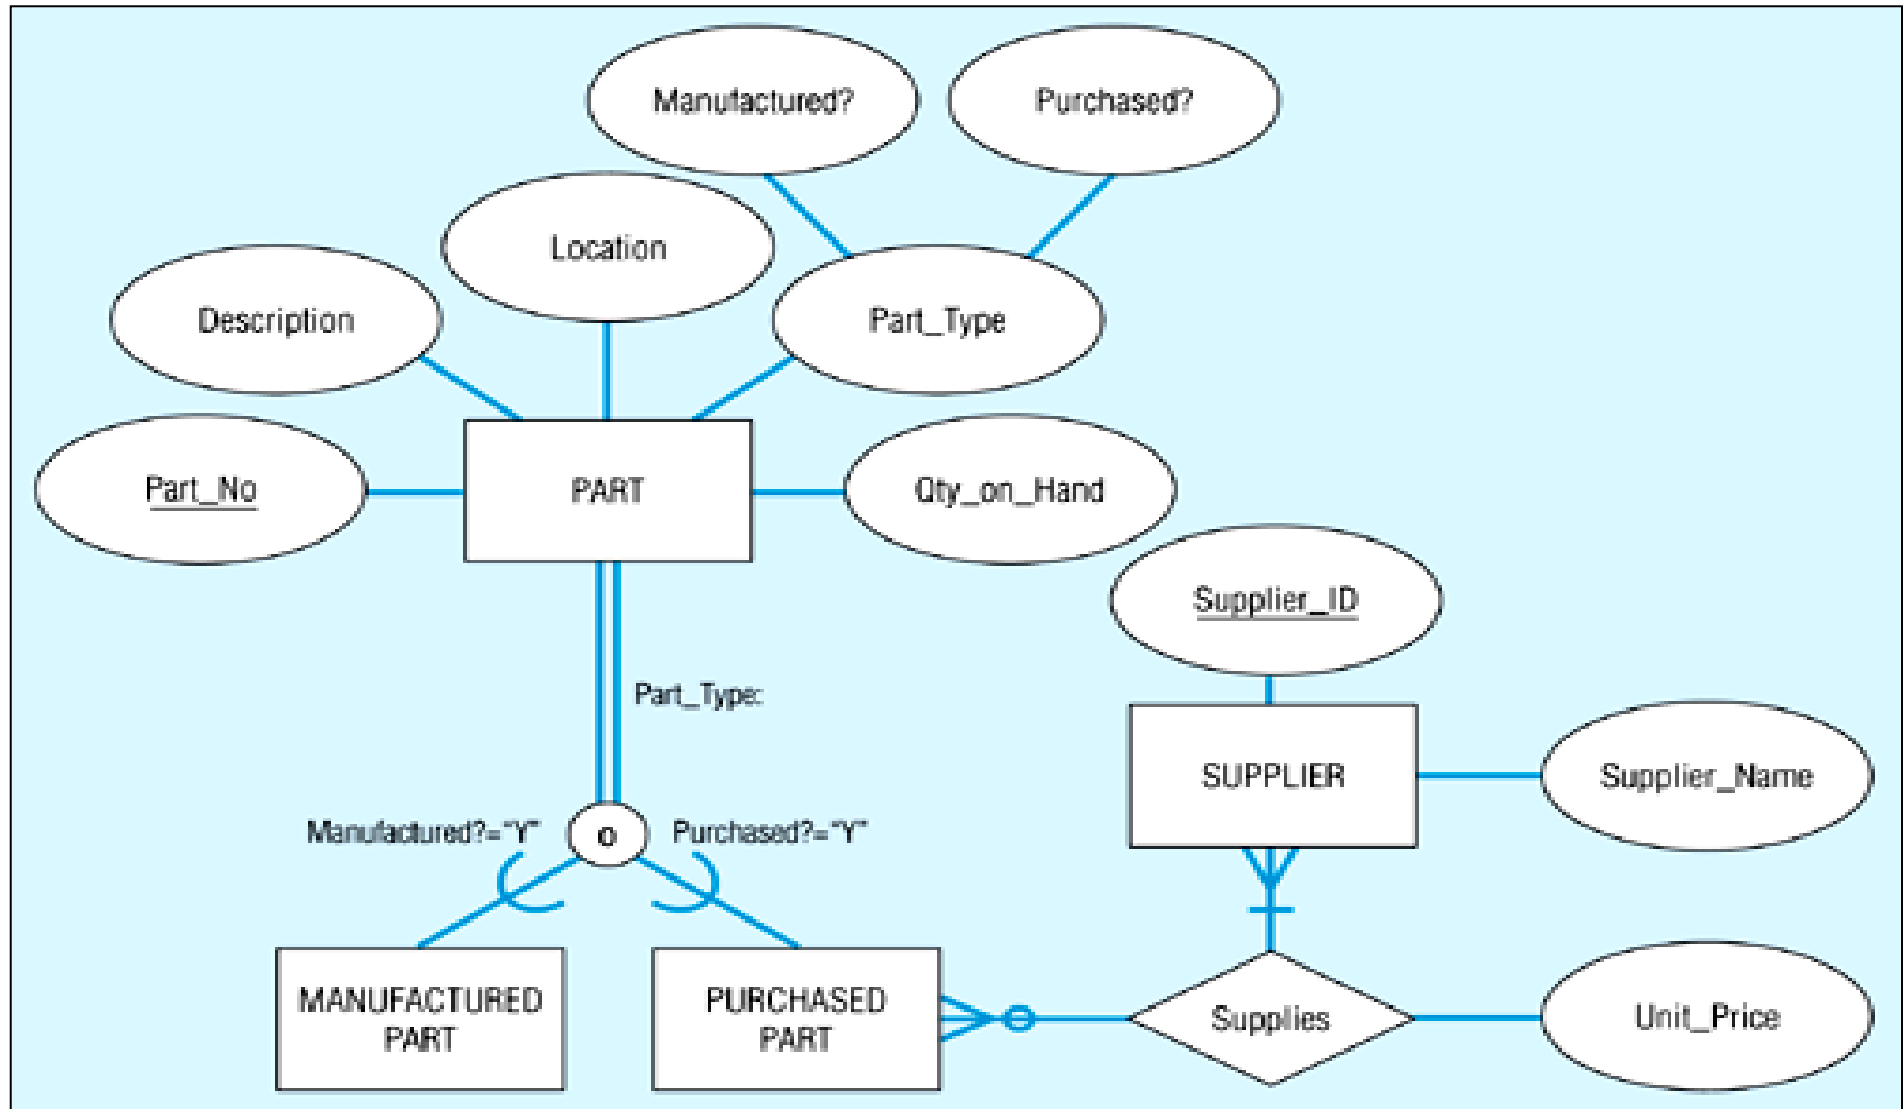 Manufactured?
Purchased?
Location
Description
Part_Type
Part_No
PART
Qty_on_Hand
Supplier_ID
Part_Type:
SUPPLIER
Supplier_Name
Manufactured?="Y"
o
Purchased?="Y"
MANUFACTURED
PART
PURCHASED
PART
Supplies
Unit_Price